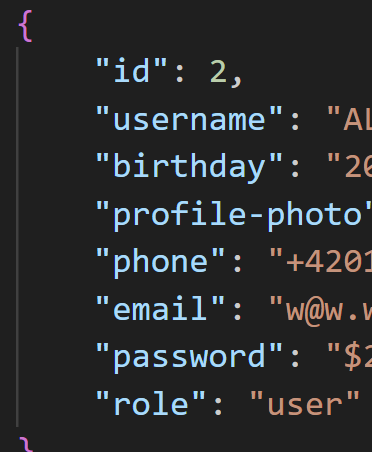 {
"id": 2,
"username": "AL
"birthday": "20
"profile-photo"
"phone": "+4201
"email": "w@w.w
"password": "$2
"role": "user"
}